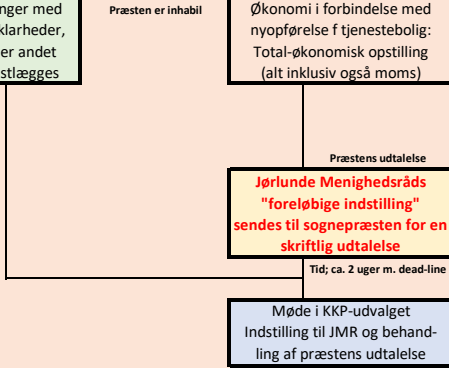 nger med
klarheder,
er andet
stlægges
Præsten er inhabil
Økonomi i forbindelse med
nyopførelse f tjenestebolig:
Total-økonomisk opstilling
(alt inklusiv også moms)
Præstens udtalelse
Jørlunde Menighedsråds
"foreløbige indstilling"
sendes til sognepræsten for en
skriftlig udtalelse
Tid; ca. 2 uger m. dead-line
Møde i KKP-udvalget
Indstilling til JMR og behand-
ling af præstens udtalelse